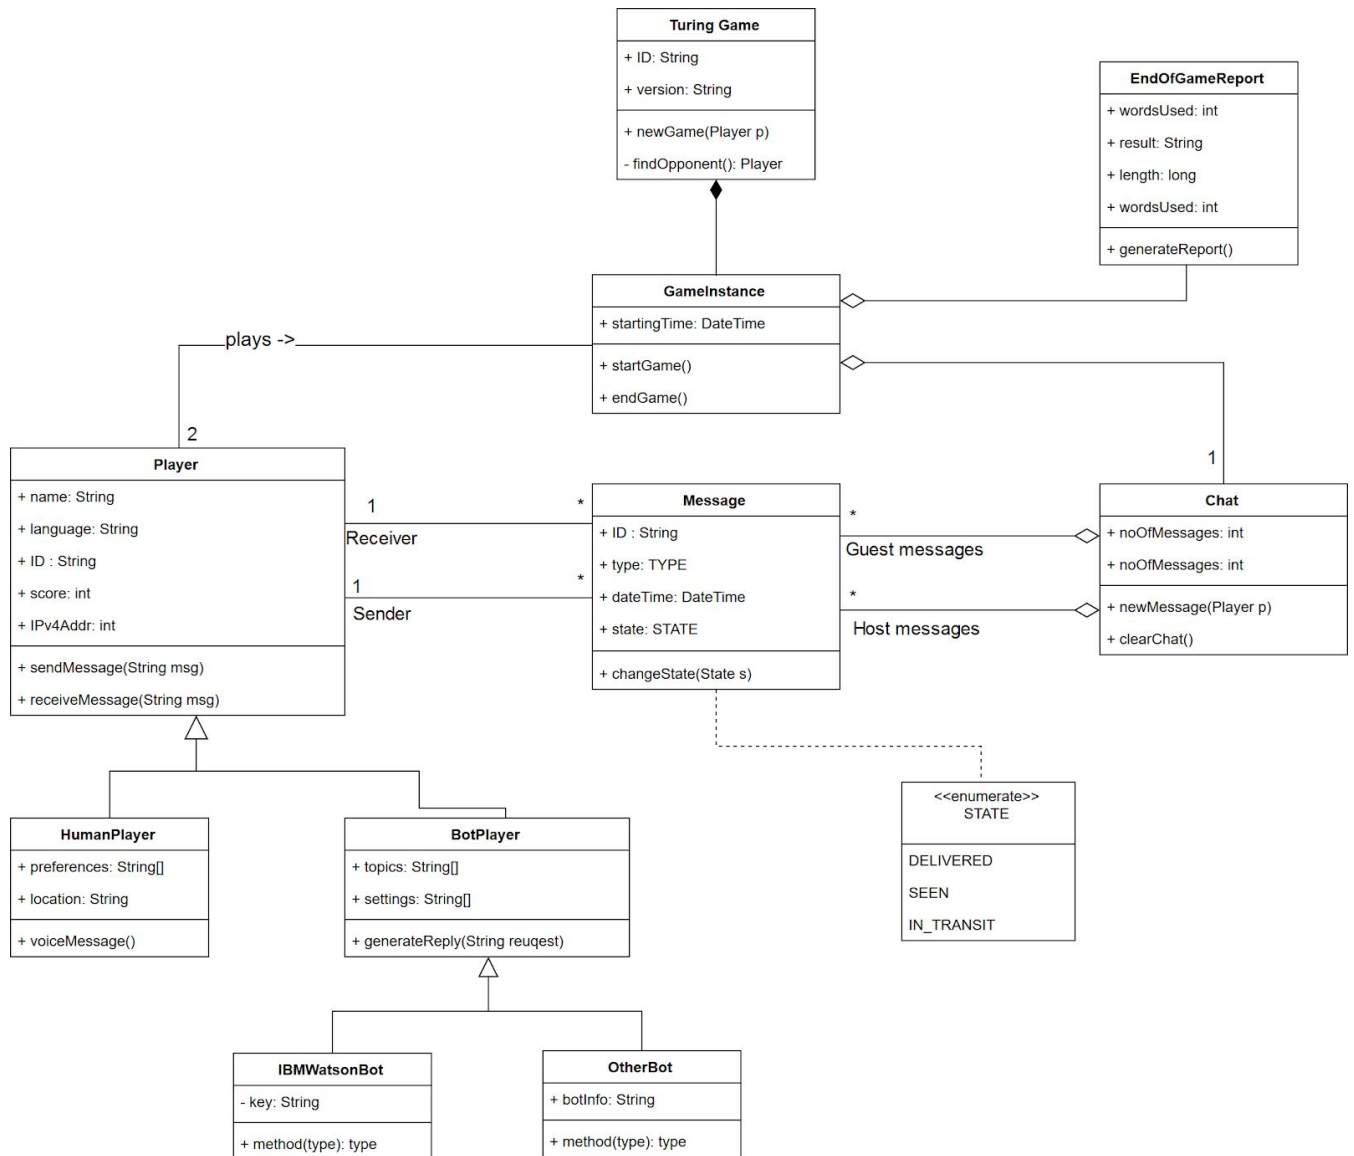 Turing Game
+ ID: String
+ version: String
+ newGame(Player p)
- findOpponent(): Player
EndOfGameReport
+ wordsUsed: int
+ result: String
+ length: long
+ wordsUsed: int
+ generateReport()
GameInstance
+ startingTime: DateTime
+ startGame()
+ endGame()
plays ->
2
1
Player
+ name: String
+ language: String
+ ID : String
+ score: int
+ IPv4Addr: int
+ sendMessage(String msg)
+ receiveMessage(String msg)
1
*
Receiver
1
*
Sender
Message
+ ID : String
+ type: TYPE
+ dateTime: DateTime
+ state: STATE
+ changeState(State s)
*
Guest messages
*
Host messages
Chat
+ noOfMessages: int
+ noOfMessages: int
+ newMessage(Player p)
+ clearChat()
<<enumerate>>
STATE
DELIVERED
SEEN
IN_TRANSIT
HumanPlayer
+ preferences: String[]
+ location: String
+ voiceMessage()
BotPlayer
+ topics: String[]
+ settings: String[]
+ generateReply(String reuqest)
IBMWatsonBot
- key: String
+ method(type): type
OtherBot
+ botInfo: String
+ method(type): type